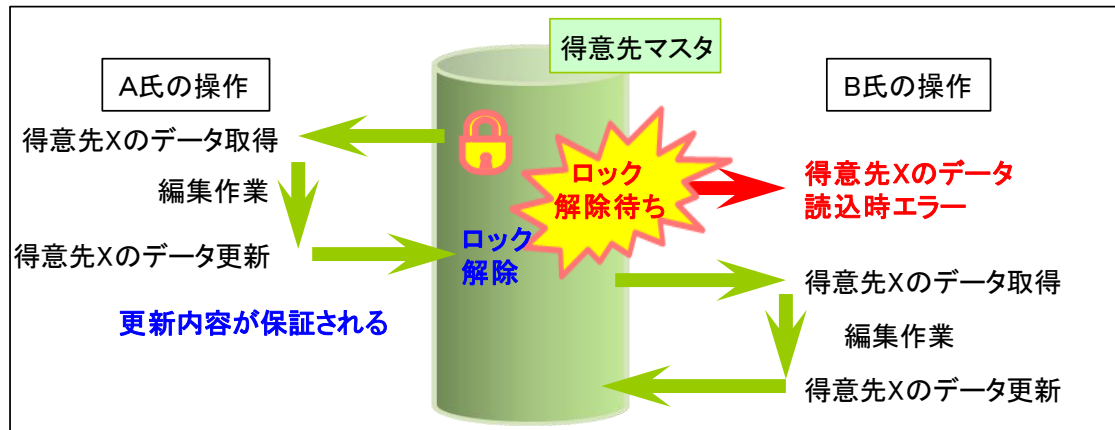 得意先マスタ
A氏の操作
得意先Xのデータ取得
編集作業
得意先Xのデータ更新
更新内容が保証される
ロック
解除待ち
ロック
解除
B氏の操作
得意先Xのデータ
読込時エラー
得意先Xのデータ取得
編集作業
得意先Xのデータ更新